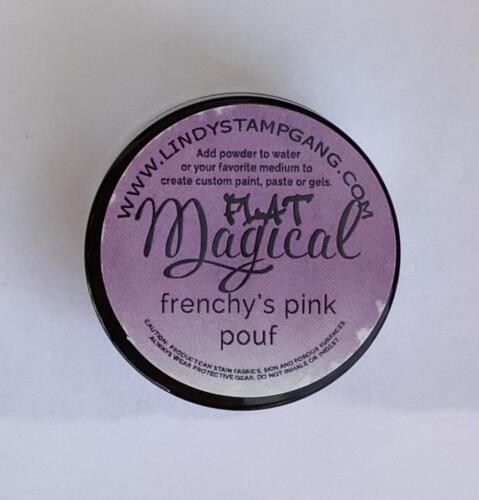 WWW.LINDYSTAMPGANG.COM
Add powder to water
or your favorite medium to
create custom paint, paste or gels.
FLAT
Magical
frenchy's pink
pouf
CAUTION: PRODUCT CAN STAIN FABRICS, SKIN AND POROUS SURFACES
ALWAYS WEAR PROTECTIVE GEAR. DO NOT INHALE OR INGEST.